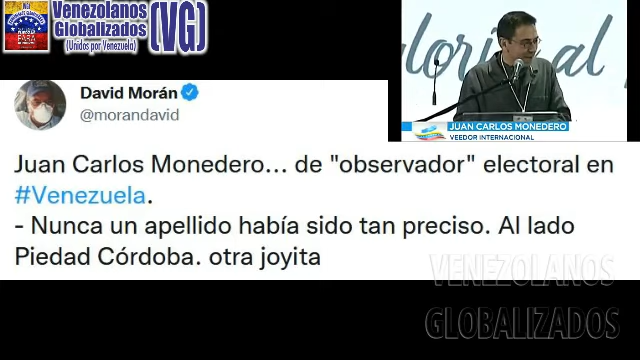 Venezolanos
Globalizados
(Unidos por Venezuela)
(VG)
JUAN CARLOS MONEDERO
VEEDOR INTERNACIONAL
David Morán
@morandavid
Juan Carlos Monedero... de "observador" electoral en
#Venezuela.
- Nunca un apellido había sido tan preciso. Al lado
Piedad Córdoba. otra joyita
VENEZOLANOS
GLOBALIZADOS